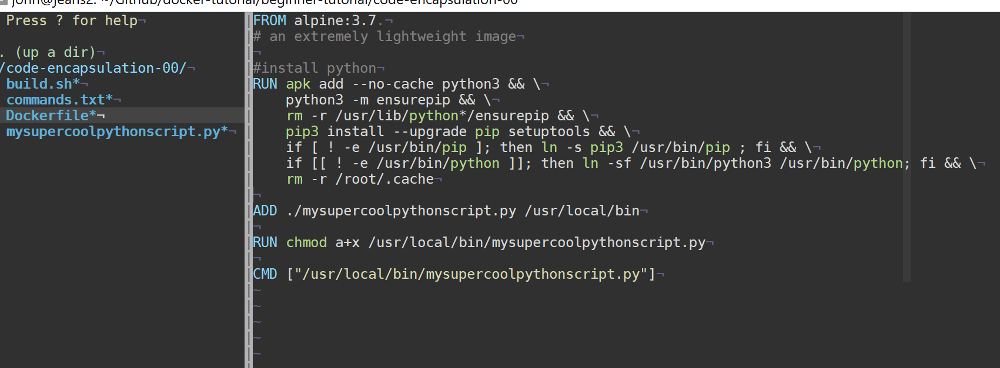 john@jeans2: ~/Github/docker-tutorial/beginner-tutorial/code-encapsulation-00
Press ? for help¬
. (up a dir)¬
/code-encapsulation-00/¬
build.sh*¬
commands.txt*¬
Dockerfile*¬
mysupercoolpythonscript.py*¬
FROM alpine:3.7.¬
# an extremely lightweight image¬
¬
#install python¬
RUN apk add --no-cache python3 && \¬
python3 -m ensurepip && \¬
rm -r /usr/lib/python*/ensurepip && \¬
pip3 install --upgrade pip setuptools && \¬
if [ ! -e /usr/bin/pip ]; then ln -s pip3 /usr/bin/pip ; fi && \¬
if [[ ! -e /usr/bin/python ]]; then ln -sf /usr/bin/python3 /usr/bin/python; fi && \¬
rm -r /root/.cache¬
¬
ADD ./mysupercoolpythonscript.py /usr/local/bin¬
¬
RUN chmod a+x /usr/local/bin/mysupercoolpythonscript.py¬
¬
CMD ["/usr/local/bin/mysupercoolpythonscript.py"]¬
~
~
~
~
~